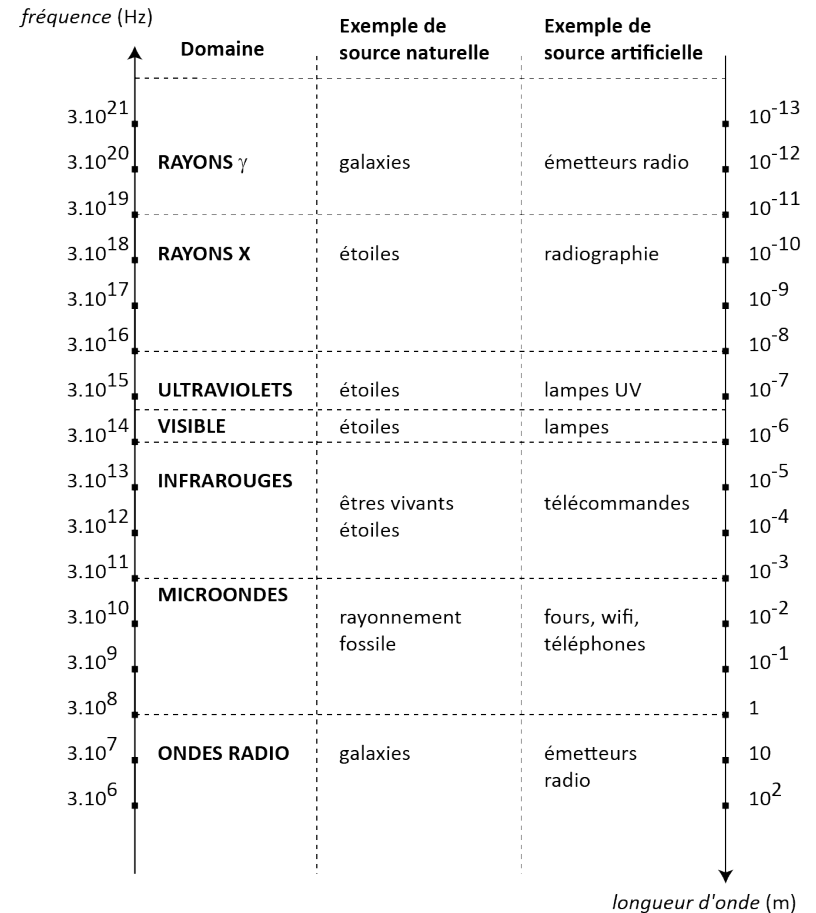 fréquence (Hz)
Domaine
Exemple de
source naturelle
Exemple de
source artificielle
3.10^21
10^-13
3.10^20 RAYONS γ galaxies émetteurs radio 10^-12
3.10^19
10^-11
3.10^18 RAYONS X étoiles radiographie 10^-10
3.10^17
10^-9
3.10^16
10^-8
3.10^15 ULTRAVIOLETS étoiles lampes UV 10^-7
3.10^14 VISIBLE étoiles lampes 10^-6
3.10^13 INFRAROUGES 10^-5
êtres vivants
étoiles
télécommandes
3.10^12
10^-4
3.10^11
10^-3
MICROONDES
3.10^10
10^-2
rayonnement
fossile
fours, wifi,
téléphones
3.10^9
10^-1
3.10^8
1
3.10^7 ONDES RADIO galaxies émetteurs
radio
10
3.10^6
10^2
longueur d'onde (m)